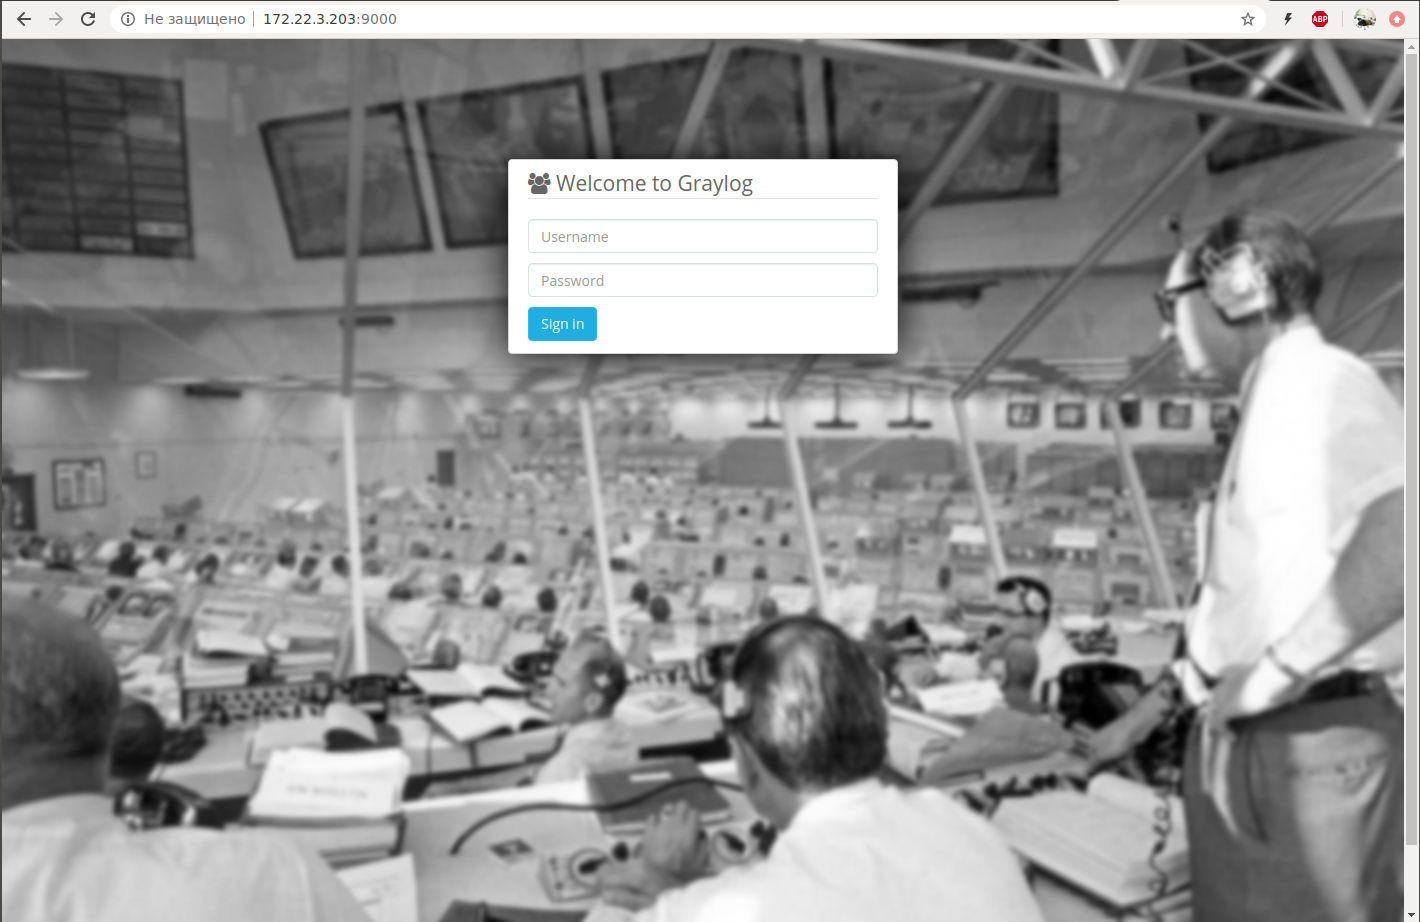 Не защищено 172.22.3.203:9000
ABP
Welcome to Graylog
Username
Password
Sign in